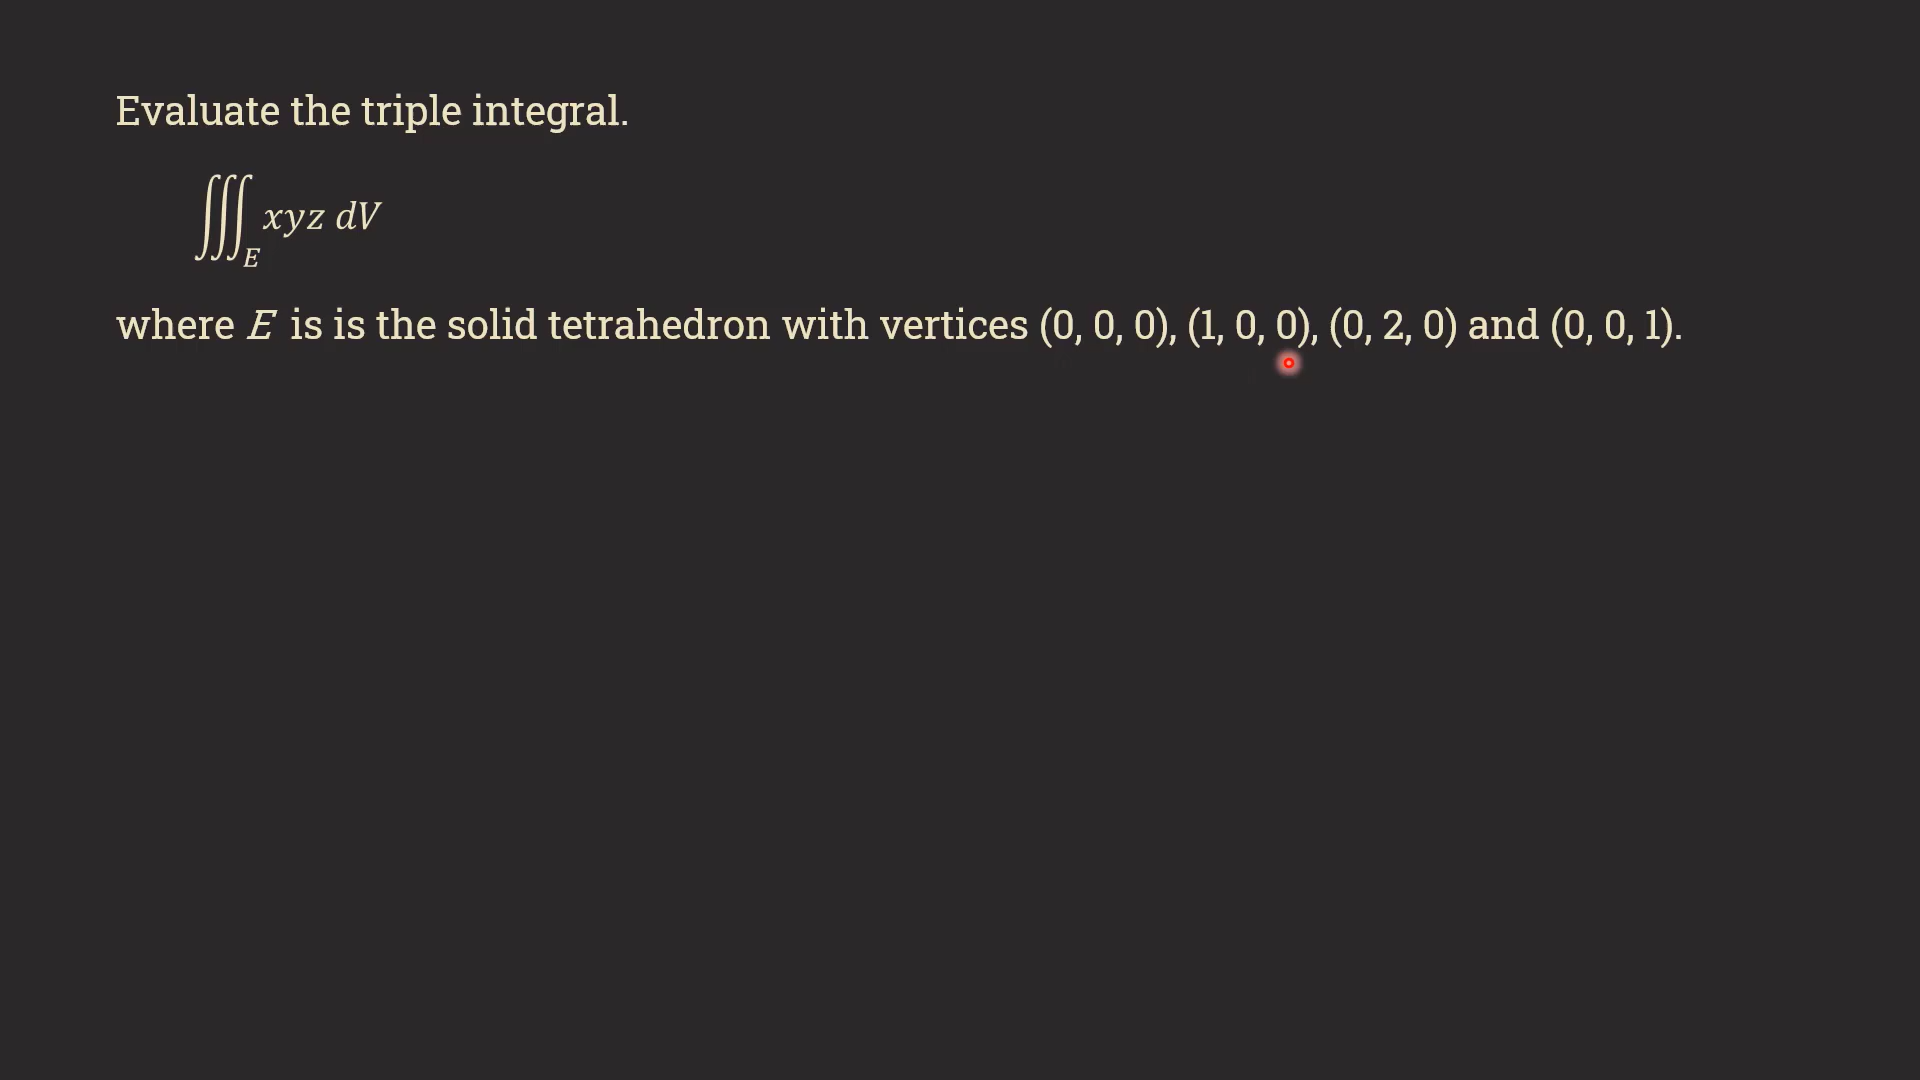 Evaluate the triple integral.
∭_E xyz dV
where E is is the solid tetrahedron with vertices (0, 0, 0), (1, 0, 0), (0, 2, 0) and (0, 0, 1).